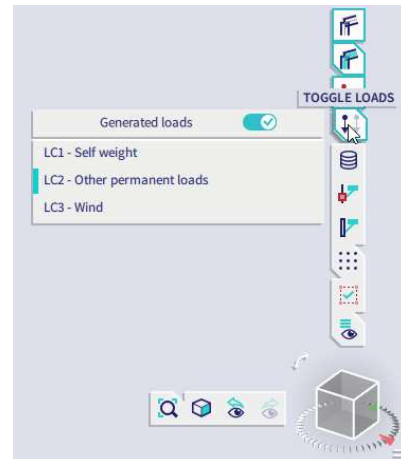 TOGGLE LOADS
Generated loads
LC1 - Self weight
LC2 - Other permanent loads
LC3 - Wind